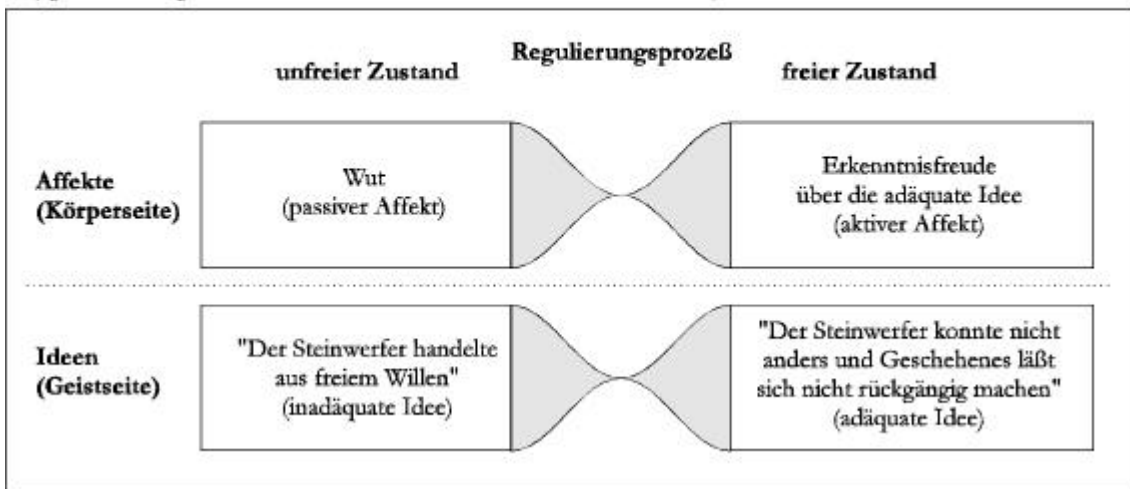 Regulierungsprozeß
unfreier Zustand
freier Zustand
Affekte
(Körperseite)
Wut
(passiver Affekt)
Erkenntnisfreude
über die adäquate Idee
(aktiver Affekt)
Ideen
(Geistseite)
"Der Steinwerfer handelte
aus freiem Willen"
(inadäquate Idee)
"Der Steinwerfer konnte nicht
anders und Geschehenes läßt
sich nicht rückgängig machen"
(adäquate Idee)